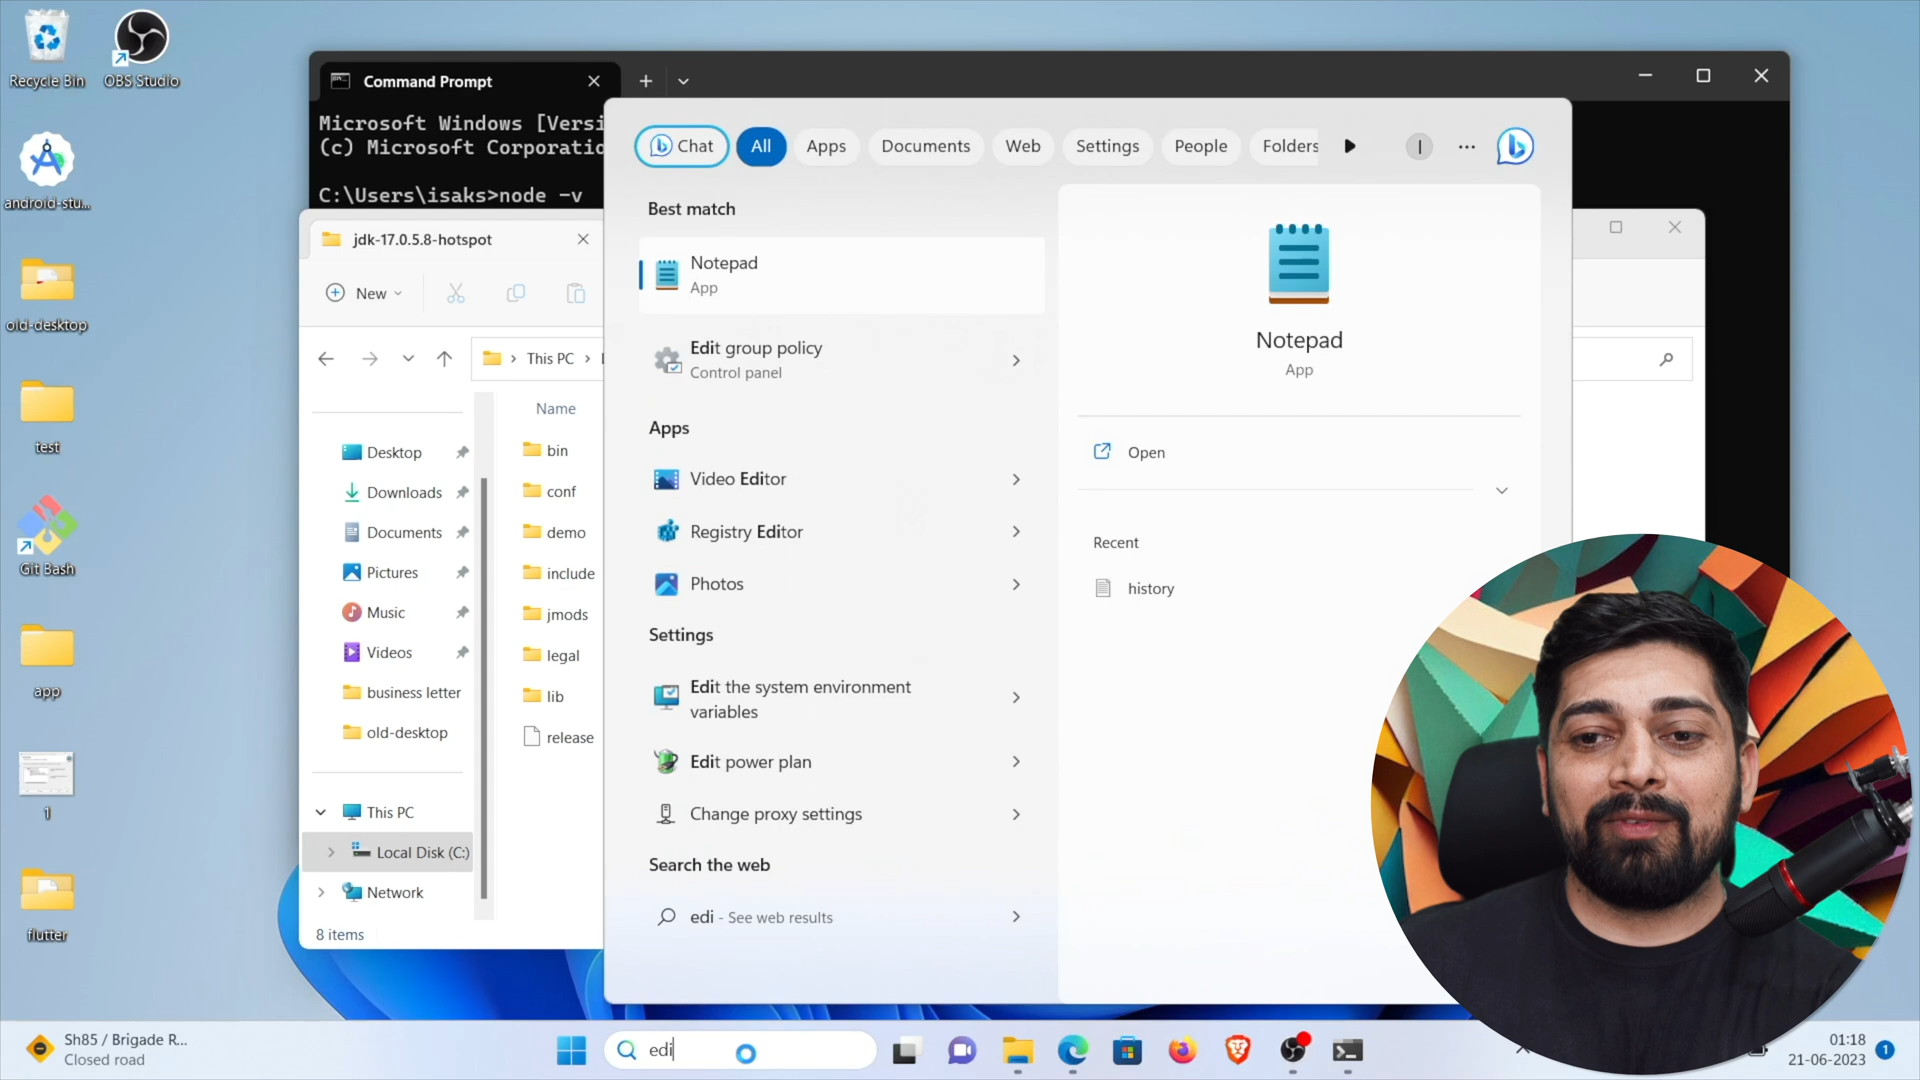 Recycle Bin
OBS Studio
android-stu...
old-desktop
test
Git Bash
app
1
flutter
Command Prompt
Microsoft Windows [Versi
(c) Microsoft Corporatio
C:\Users\isaks>node -v
jdk-17.0.5.8-hotspot
New
This PC
Name
Desktop
Downloads
Documents
Pictures
Music
Videos
business letter
old-desktop
This PC
Local Disk (C:)
Network
bin
conf
demo
include
jmods
legal
lib
release
8 items
Chat
All
Apps
Documents
Web
Settings
People
Folders
I
Best match
Notepad
App
Edit group policy
Control panel
Apps
Video Editor
Registry Editor
Photos
Settings
Edit the system environment
variables
Edit power plan
Change proxy settings
Search the web
edi - See web results
Notepad
App
Open
Recent
history
Sh85 / Brigade R...
Closed road
edi
01:18
21-06-2023
1